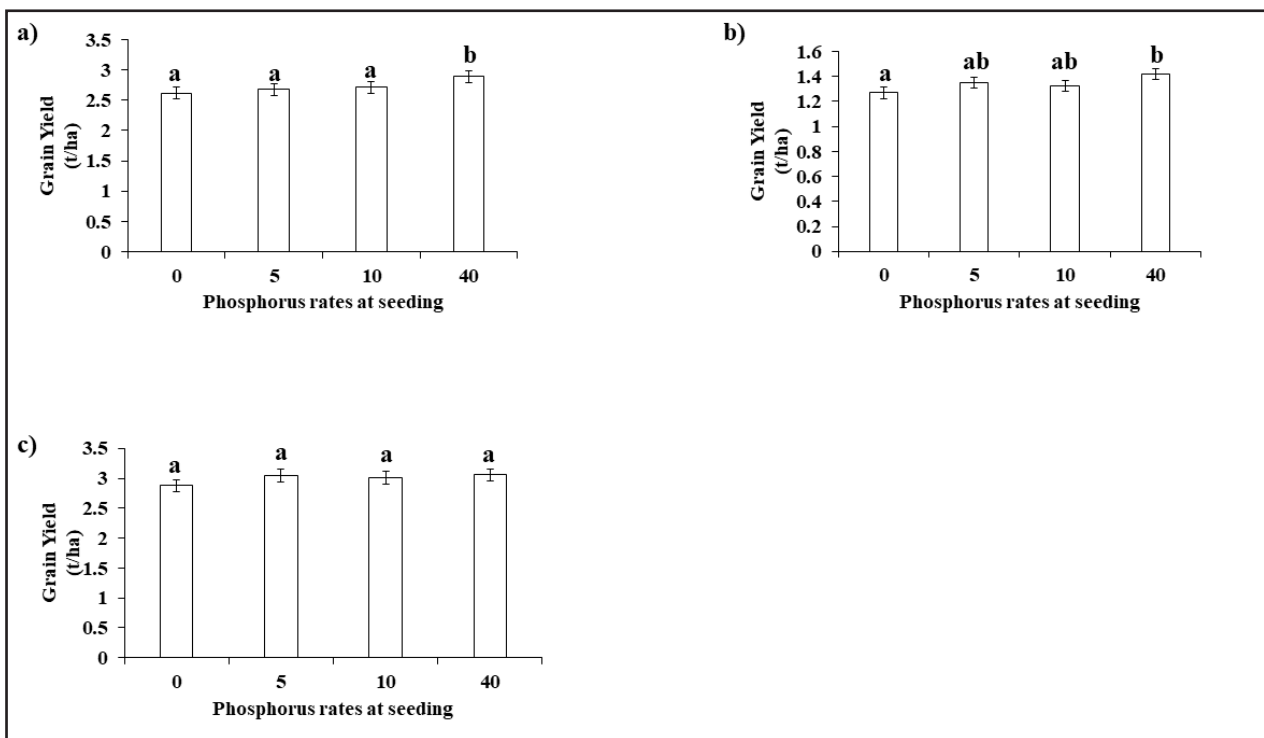 a)
Grain Yield
(t/ha)
3.5
3
2.5
2
1.5
1
0.5
0
a
a
a
b
0 5 10 40
Phosphorus rates at seeding
b)
Grain Yield
(t/ha)
1.6
1.4
1.2
1
0.8
0.6
0.4
0.2
0
a
ab
ab
b
0 5 10 40
Phosphorus rates at seeding
c)
Grain Yield
(t/ha)
3.5
3
2.5
2
1.5
1
0.5
0
a
a
a
a
0 5 10 40
Phosphorus rates at seeding